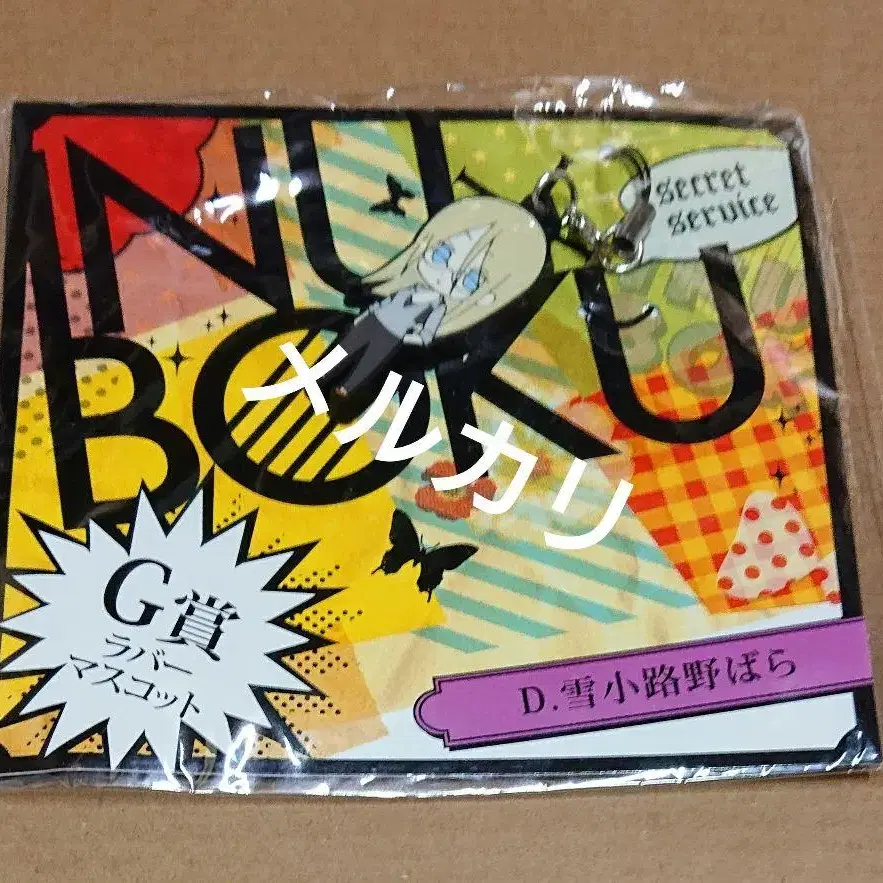 INU
BOKU
secret
service
メルカリ
G賞
ラバー
マスコット
D.雪小路野ばら